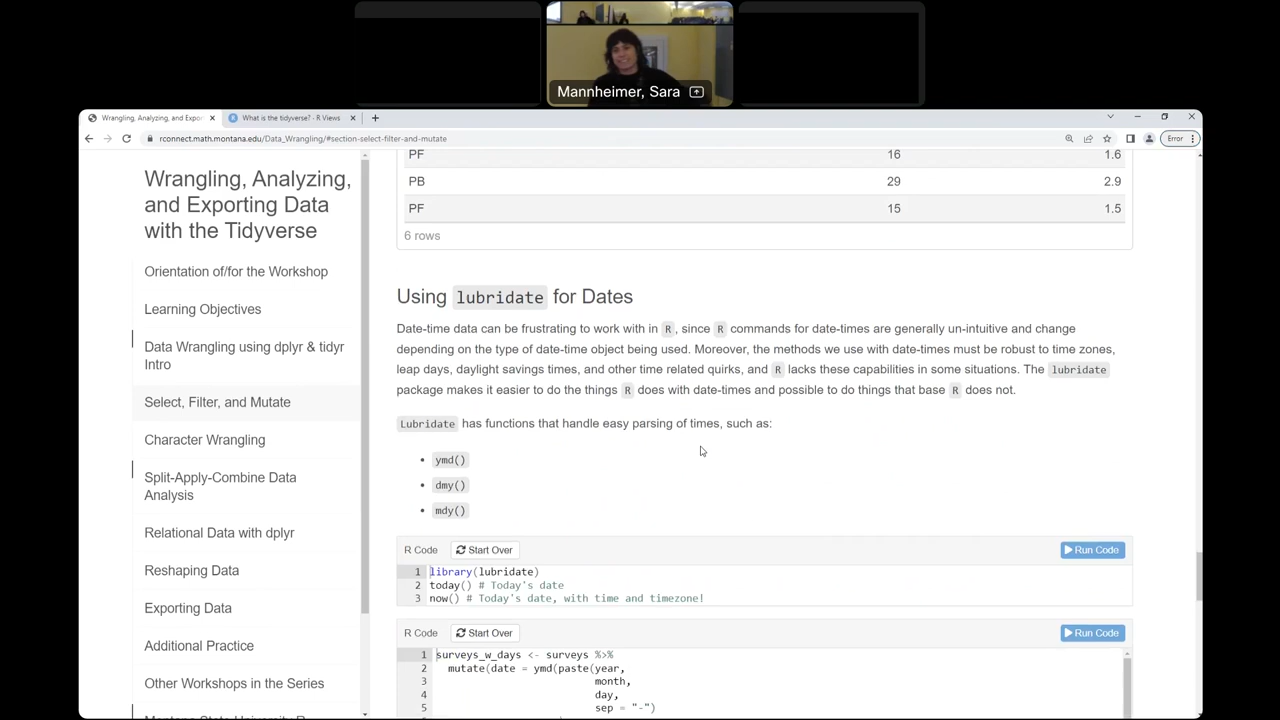 Mannheimer, Sara
Wrangling, Analyzing, and Expor
What is the tidyverse? - R Views
rconnect.math.montana.edu/Data_Wrangling/#section-select-filter-and-mutate
Error
Wrangling, Analyzing,
and Exporting Data
with the Tidyverse
Orientation of/for the Workshop
Learning Objectives
Data Wrangling using dplyr & tidyr
Intro
Select, Filter, and Mutate
Character Wrangling
Split-Apply-Combine Data
Analysis
Relational Data with dplyr
Reshaping Data
Exporting Data
Additional Practice
Other Workshops in the Series
PF 16 1.6
PB 29 2.9
PF 15 1.5
6 rows
Using lubridate for Dates
Date-time data can be frustrating to work with in R, since R commands for date-times are generally un-intuitive and change
depending on the type of date-time object being used. Moreover, the methods we use with date-times must be robust to time zones,
leap days, daylight savings times, and other time related quirks, and R lacks these capabilities in some situations. The lubridate
package makes it easier to do the things R does with date-times and possible to do things that base R does not.
Lubridate has functions that handle easy parsing of times, such as:
• ymd()
• dmy()
• mdy()
R Code Start Over Run Code
1 library(lubridate)
2 today() # Today's date
3 now() # Today's date, with time and timezone!
R Code Start Over Run Code
1 surveys_w_days <- surveys %>%
2 mutate(date = ymd(paste(year,
3 month,
4 day,
5 sep = "-")